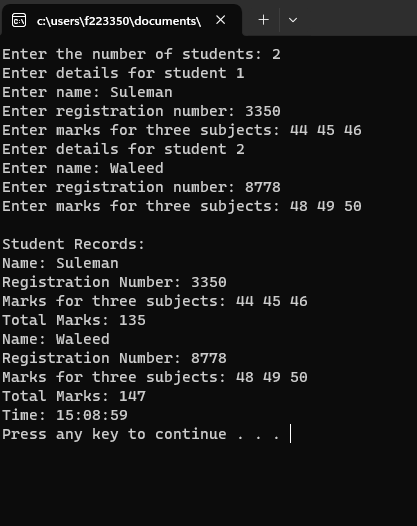 c:\users\f223350\documents\
Enter the number of students: 2
Enter details for student 1
Enter name: Suleman
Enter registration number: 3350
Enter marks for three subjects: 44 45 46
Enter details for student 2
Enter name: Waleed
Enter registration number: 8778
Enter marks for three subjects: 48 49 50
Student Records:
Name: Suleman
Registration Number: 3350
Marks for three subjects: 44 45 46
Total Marks: 135
Name: Waleed
Registration Number: 8778
Marks for three subjects: 48 49 50
Total Marks: 147
Time: 15:08:59
Press any key to continue . . .